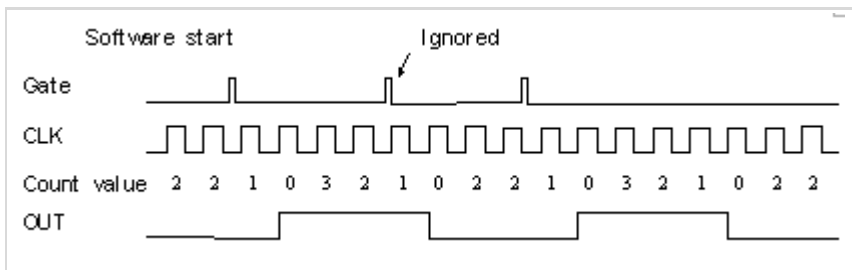 Software start Ignored
Gate
CLK
Count value 2 2 1 0 3 2 1 0 2 2 1 0 3 2 1 0 2 2
OUT